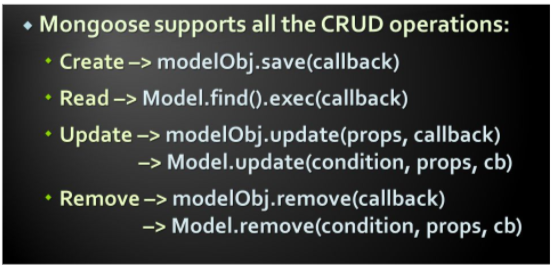 Mongoose supports all the CRUD operations:
Create –> modelObj.save(callback)
Read –> Model.find().exec(callback)
Update –> modelObj.update(props, callback)
–> Model.update(condition, props, cb)
Remove –> modelObj.remove(callback)
–> Model.remove(condition, props, cb)